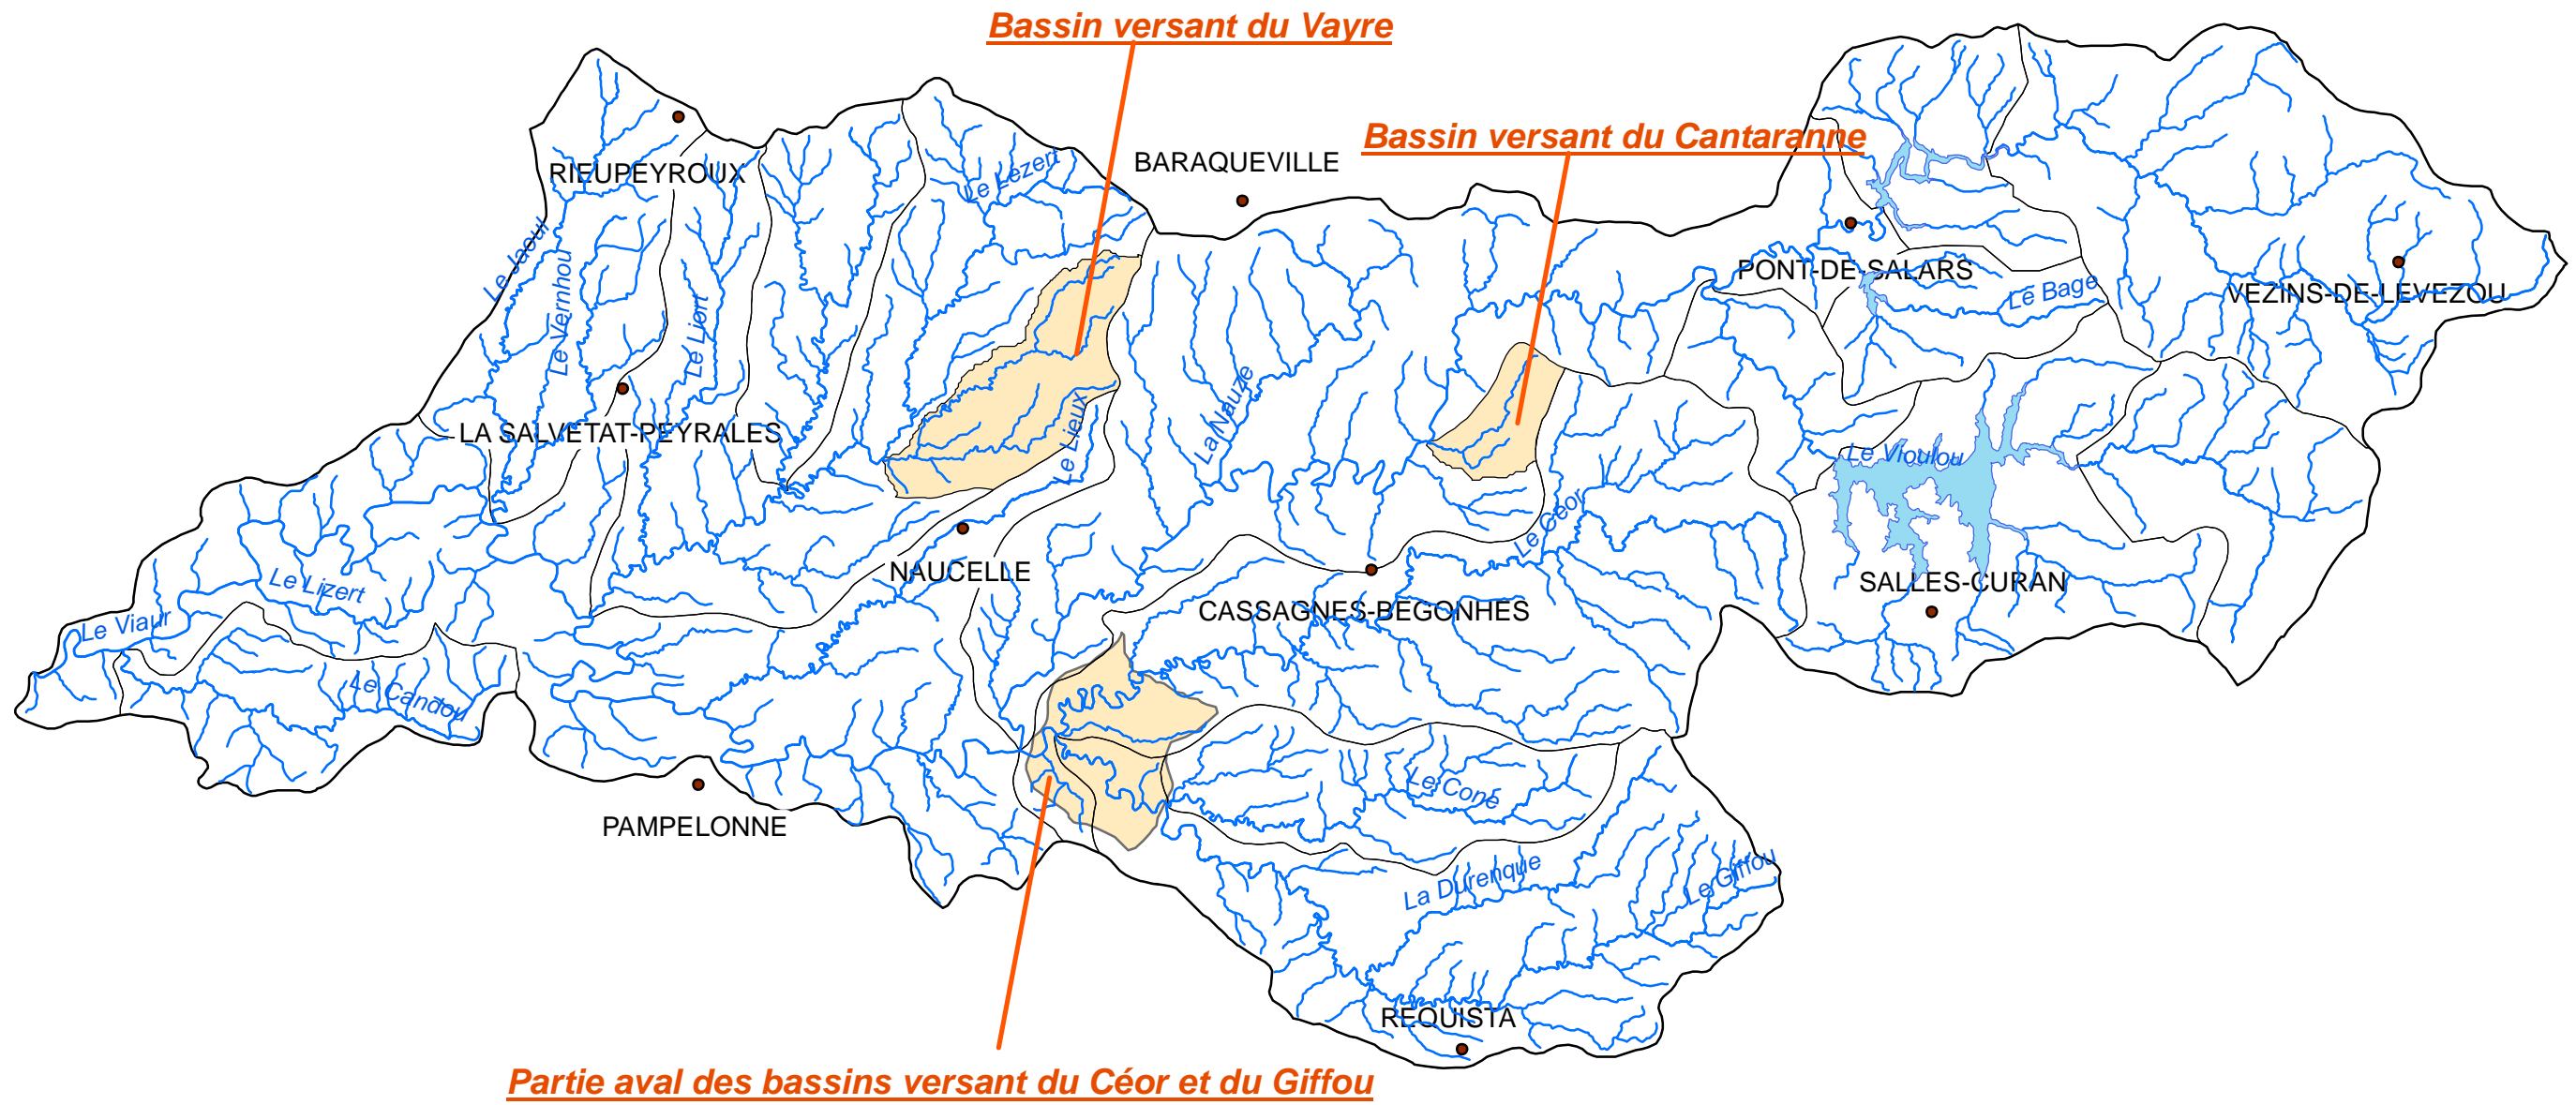 Bassin versant du Vayre
Bassin versant du Cantaranne
BARAQUEVILLE
RIEUPEYROUX
Le Lézert
Le Jaoul
Le Vernhou
Le Liort
PONT-DE-SALARS
Le Bage
VEZINS-DE-LEVEZOU
LA SALVETAT-PEYRALES
Le Lieux
La Nauze
Le Vioulou
Le Céor
NAUCELLE
Le Lizert
CASSAGNES-BEGONHES
SALLES-CURAN
Le Viaur
Le Candou
PAMPELONNE
Le Cône
La Durenque
Le Giffou
REQUISTA
Partie aval des bassins versant du Céor et du Giffou